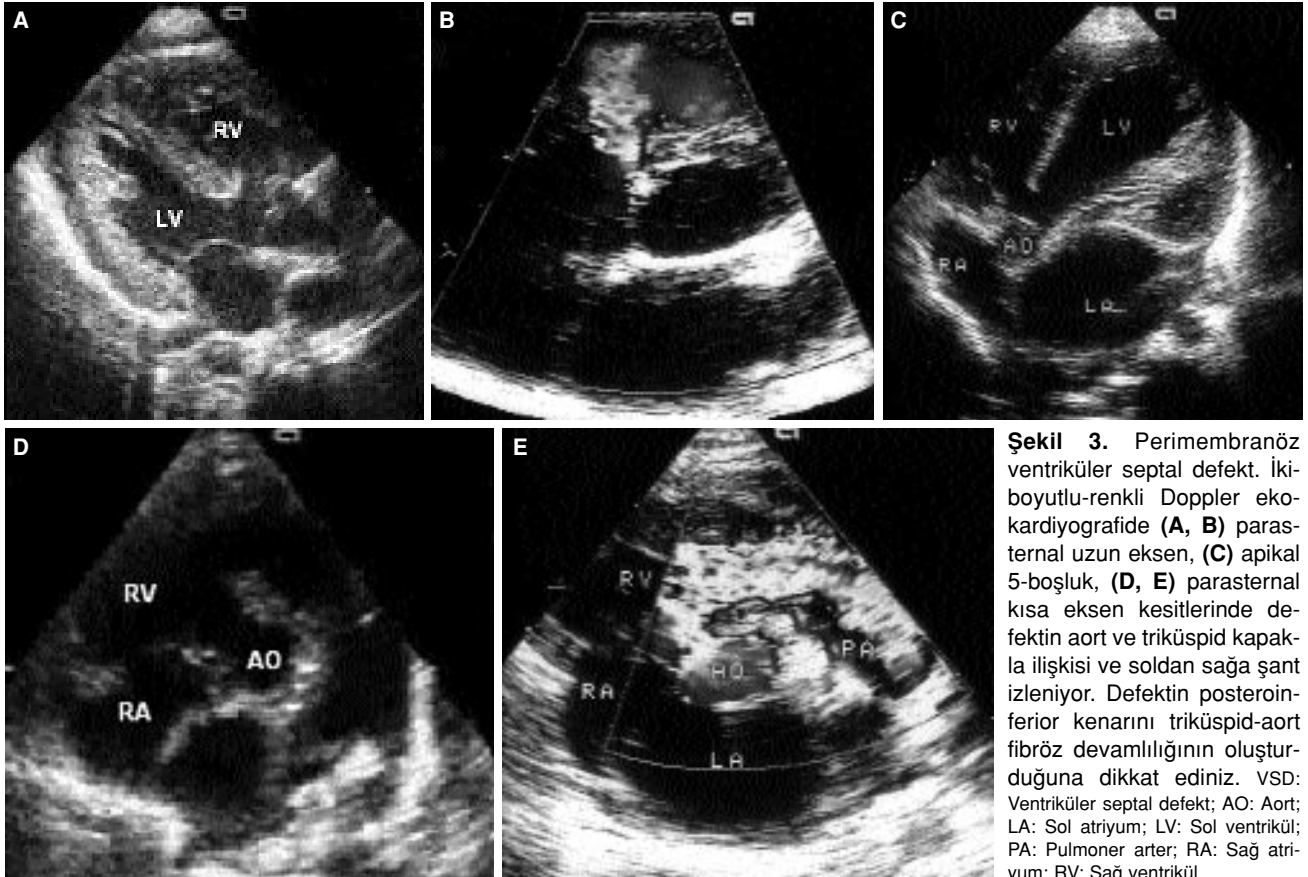 A
RV
LV
B
C
RV
LV
AO
RA
LA
D
RV
AO
RA
E
RV
PA
AO
RA
LA
Şekil 3. Perimembranöz
ventriküler septal defekt. İki-
boyutlu-renkli Doppler eko-
kardiyografide (A, B) paras-
ternal uzun eksen, (C) apikal
5-boşluk, (D, E) parasternal
kısa eksen kesitlerinde de-
fektin aort ve triküspid kapak-
la ilişkisi ve soldan sağa şant
izleniyor. Defektin posteroin-
ferior kenarını triküspid-aort
fibröz devamlılığının oluştur-
duğuna dikkat ediniz. VSD:
Ventriküler septal defekt; AO: Aort;
LA: Sol atriyum; LV: Sol ventrikül;
PA: Pulmoner arter; RA: Sağ atri-
yum; RV: Sağ ventrikül.